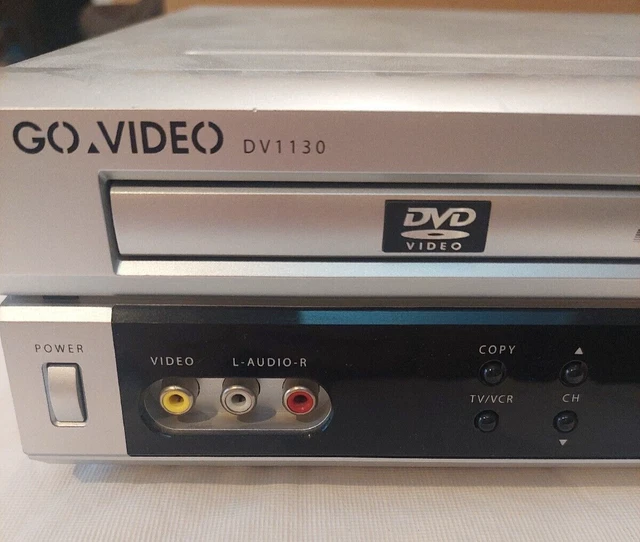 GO.VIDEO DV1130
DVD
VIDEO
POWER
VIDEO L-AUDIO-R
COPY ▲
TV/VCR CH
▼